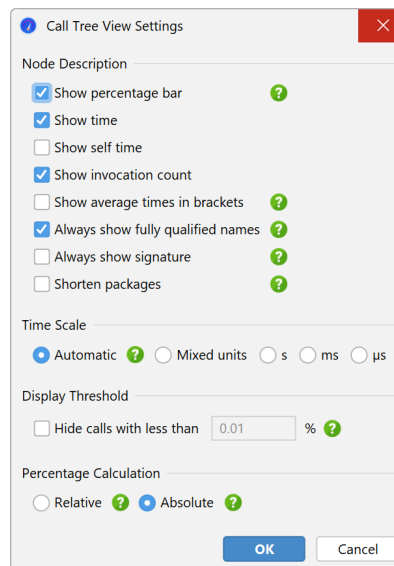 Call Tree View Settings
Node Description
Show percentage bar ?
Show time
Show self time
Show invocation count
Show average times in brackets ?
Always show fully qualified names ?
Always show signature ?
Shorten packages ?
Time Scale
Automatic ? Mixed units s ms µs
Display Threshold
Hide calls with less than 0.01 % ?
Percentage Calculation
Relative ? Absolute ?
OK Cancel